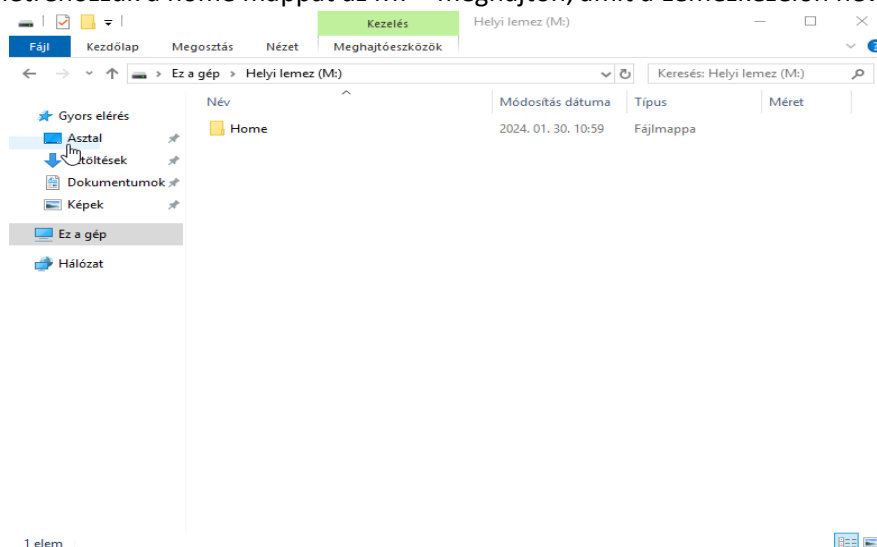 Kezelés Helyi lemez (M:)
Fájl Kezdőlap Megosztás Nézet Meghajtóeszközök
Ez a gép › Helyi lemez (M:) Keresés: Helyi lemez (M:)
Név Módosítás dátuma Típus Méret
Gyors elérés
Asztal
Home 2024. 01. 30. 10:59 Fájlmappa
Dokumentumok
Képek
Ez a gép
Hálózat
1 elem